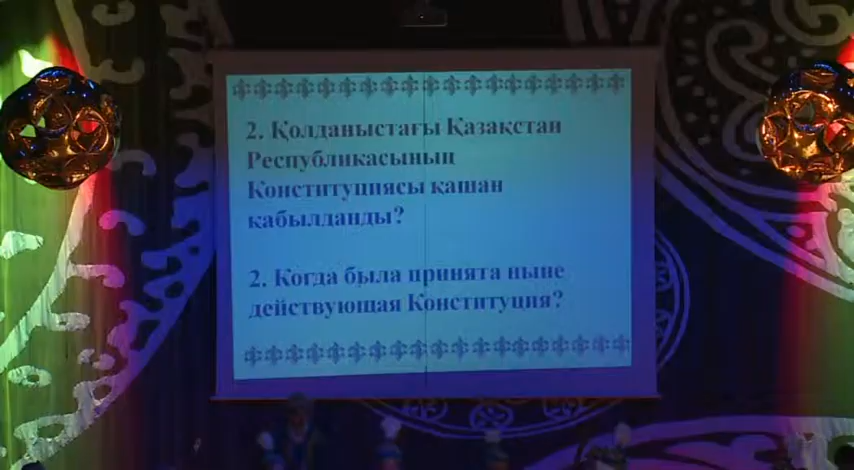 2. Қолданыстағы Қазақстан
Республикасының
Конституциясы қашан
қабылданды?
2. Когда была принята ныне
действующая Конституция?